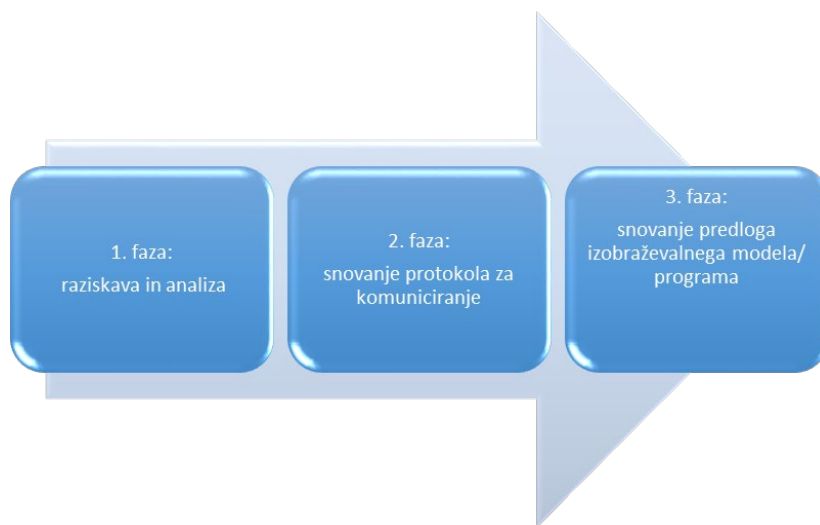 1. faza:
raziskava in analiza
2. faza:
snovanje protokola za
komuniciranje
3. faza:
snovanje predloga
izobraževalnega modela/
programa